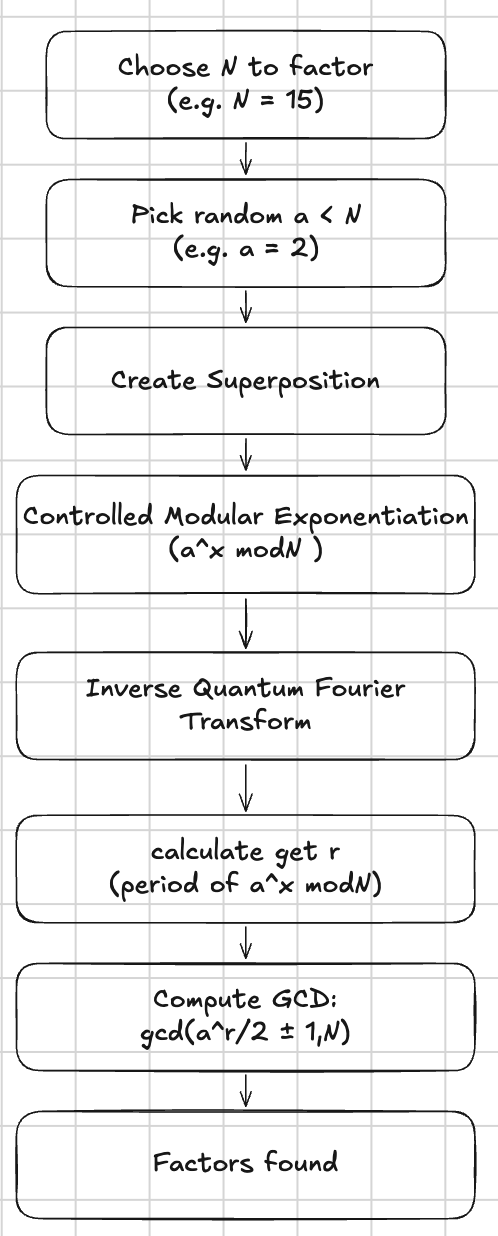 Choose N to factor
(e.g. N = 15)
Pick random a < N
(e.g. a = 2)
Create Superposition
Controlled Modular Exponentiation
(a^x modN )
Inverse Quantum Fourier
Transform
calculate get r
(period of a^x modN)
Compute GCD:
gcd(a^r/2 ± 1,N)
Factors found